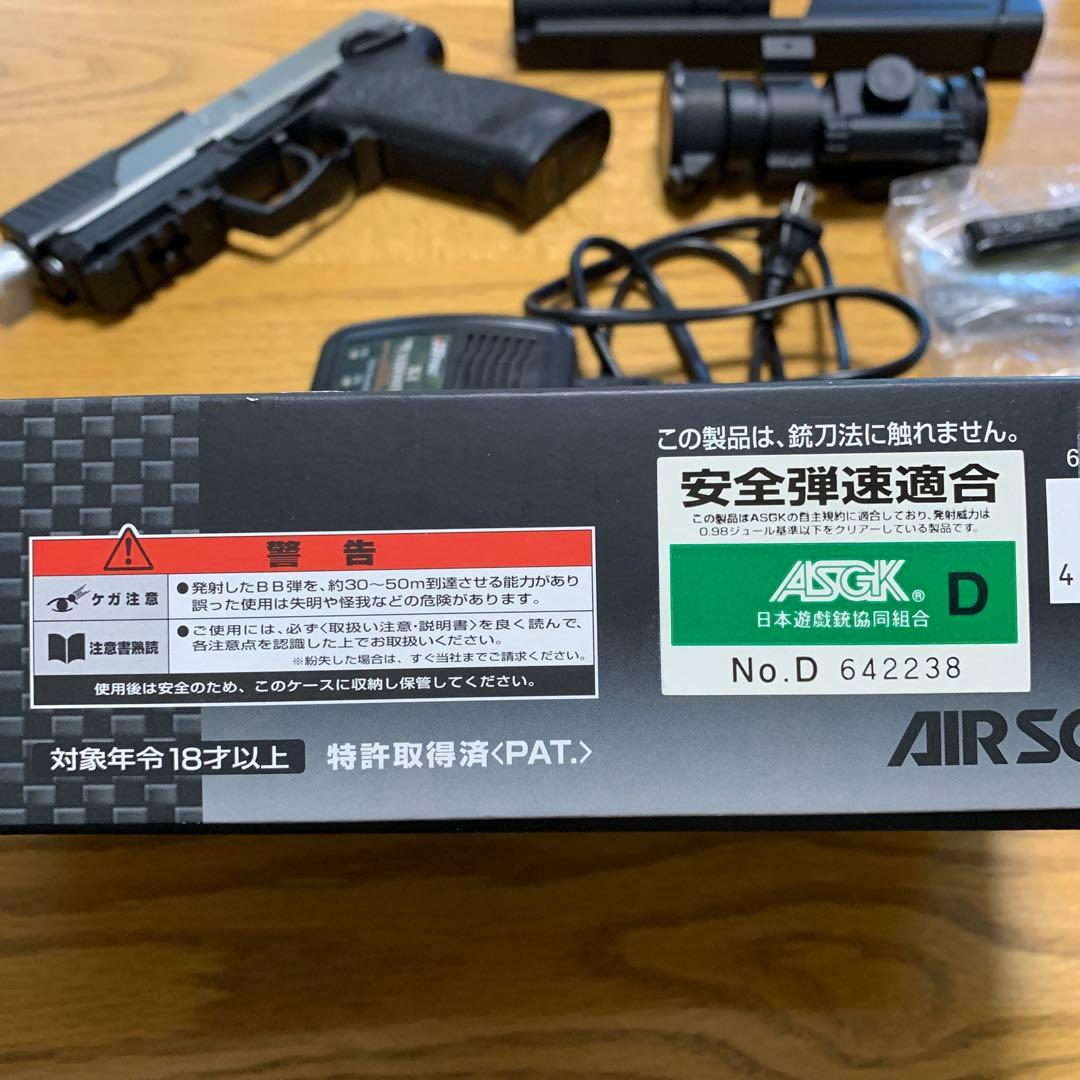 警告
ケガ注意
●発射したBB弾を、約30〜50m到達させる能力があり
誤った使用は失明や怪我などの危険があります。
注意書熟読
●ご使用には、必ず〈取扱い注意・説明書〉を良く読んで、
各注意点を認識した上でお取扱いください。
※紛失した場合は、すぐ当社までご請求ください。
使用後は安全のため、このケースに収納し保管してください。
対象年令18才以上
特許取得済〈PAT.〉
この製品は、銃刀法に触れません。
安全弾速適合
この製品はASGKの自主規約に適合しており、発射威力は
0.98ジュール基準以下をクリアーしている製品です。
ASGK®
D
日本遊戯銃協同組合
No.D 642238
6
4
AIR SO